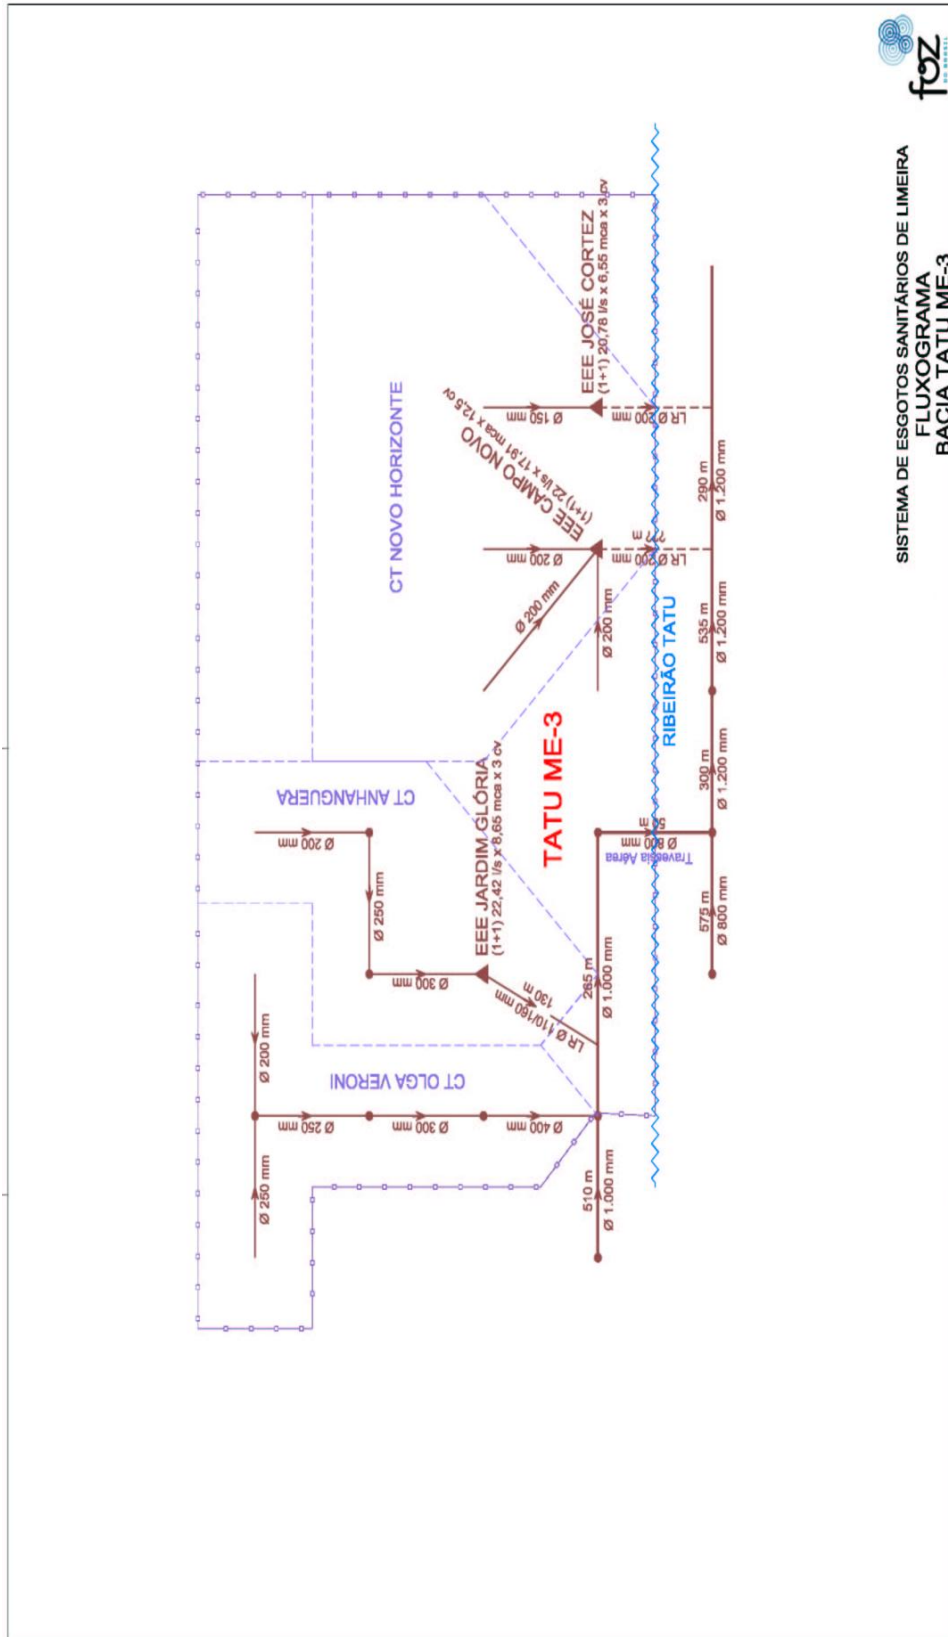 foz
DO BRASIL
SISTEMA DE ESGOTOS SANITÁRIOS DE LIMEIRA
FLUXOGRAMA
BACIA TATU ME-3
CT NOVO HORIZONTE
CT ANHANGUERA
CT OLGA VERONI
TATU ME-3
RIBEIRÃO TATU
EEE JOSÉ CORTEZ
(1+1) 20,78 l/s x 6,55 mca x 3 cv
Ø 150 mm
LR Ø 200 mm
EEE CAMPO NOVO
(1+1) 22 l/s x 17,91 mca x 12,5 cv
Ø 200 mm
Ø 200 mm
Ø 200 mm
LR Ø 200 mm
EEE JARDIM GLÓRIA
(1+1) 22,42 l/s x 8,65 mca x 3 cv
Ø 200 mm
Ø 250 mm
Ø 300 mm
130 m
LR Ø 110/160 mm
Ø 200 mm
Ø 250 mm
Ø 250 mm
Ø 300 mm
Ø 400 mm
510 m
Ø 1.000 mm
265 m
Ø 1.000 mm
Ø 800 mm
Travessia Aérea
575 m
Ø 800 mm
300 m
Ø 1.200 mm
535 m
Ø 1.200 mm
290 m
Ø 1.200 mm